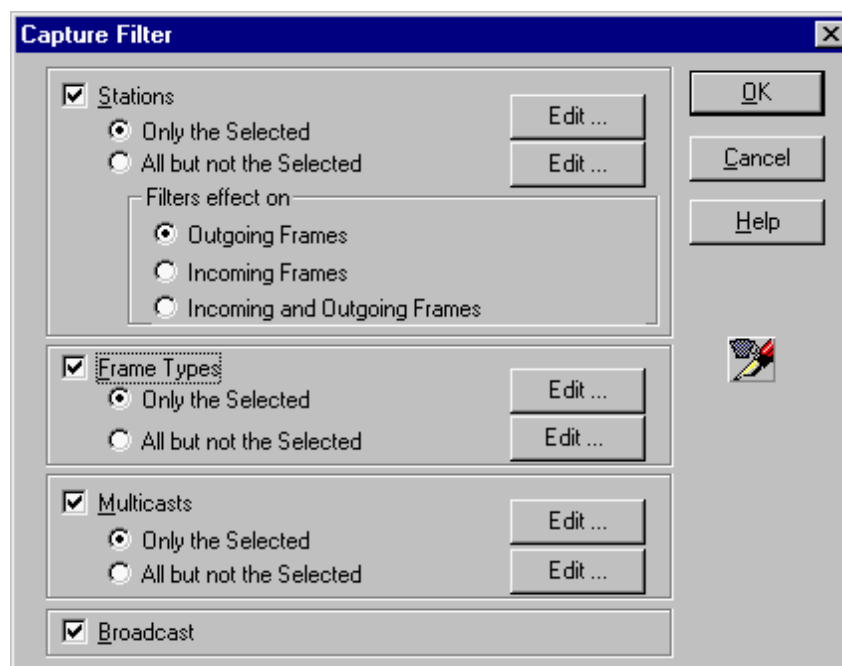 Capture Filter
Stations
Only the Selected
Edit ...
All but not the Selected
Edit ...
Filters effect on
Outgoing Frames
Incoming Frames
Incoming and Outgoing Frames
Frame Types
Only the Selected
Edit ...
All but not the Selected
Edit ...
Multicasts
Only the Selected
Edit ...
All but not the Selected
Edit ...
Broadcast
OK
Cancel
Help